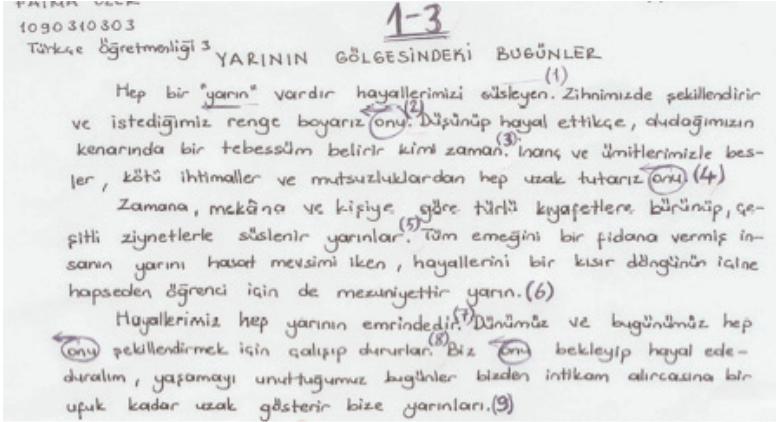 1-3
1090310303
Türkçe Öğretmenliği 3
YARININ GÖLGESİNDEKİ BUGÜNLER
Hep bir "yarın" vardır hayallerimizi süsleyen. (1) Zihnimizde şekillendirir
ve istediğimiz renge boyarız onu. (2) Düşünüp hayal ettikçe, dudağımızın
kenarında bir tebessüm belirir kimi zaman. (3) İnanç ve ümitlerimizle bes-
ler, kötü ihtimaller ve mutsuzluklardan hep uzak tutarız onu. (4)
Zamana, mekâna ve kişiye göre türlü kıyafetlere bürünüp, çe-
şitli ziynetlerle süslenir yarınlar. (5) Tüm emeğini bir fidana vermiş in-
sanın yarını hasat mevsimi iken, hayallerini bir kısır döngünün içine
hapseden öğrenci için de mezuniyettir yarın. (6)
Hayallerimiz hep yarının emrindedir. (7) Dünümüz ve bugünümüz hep
onu şekillendirmek için çalışıp dururlar. (8) Biz onu bekleyip hayal ede-
duralım, yaşamayı unuttuğumuz bugünler bizden intikam alırcasına bir
ufuk kadar uzak gösterir bize yarınları. (9)